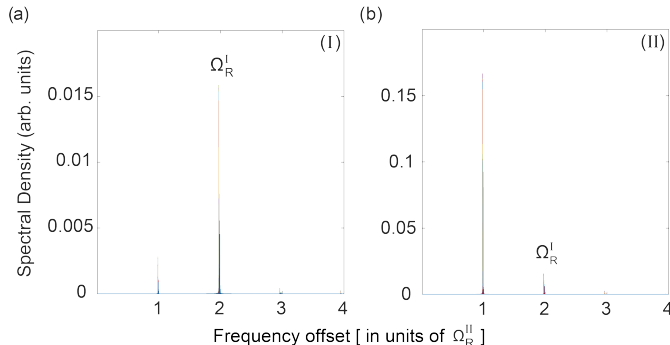 (a)
(b)
(I)
(II)
Ω_R^I
0.015
0.01
0.005
0
1 2 3 4
Ω_R^I
0.15
0.1
0.05
0
1 2 3 4
Spectral Density (arb. units)
Frequency offset [ in units of Ω_R^II ]